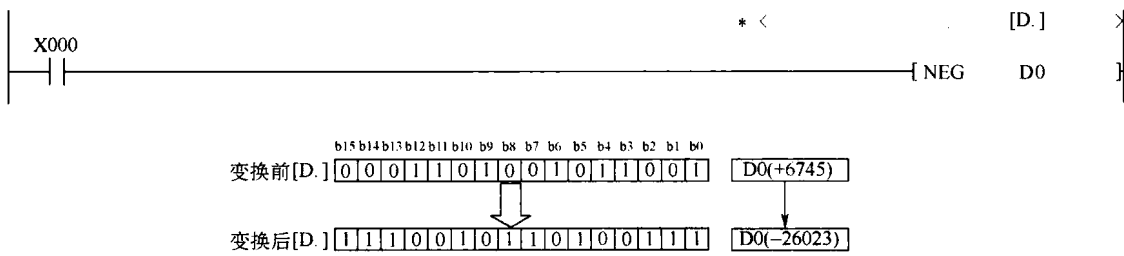 * < [D. ] >
X000
NEG D0
b15 b14 b13 b12 b11 b10 b9 b8 b7 b6 b5 b4 b3 b2 b1 b0
变换前[D. ] 0 0 0 1 1 0 1 0 0 1 0 1 1 0 0 1 D0(+6745)
变换后[D. ] 1 1 1 0 0 1 0 1 1 0 1 0 0 1 1 1 D0(−26023)